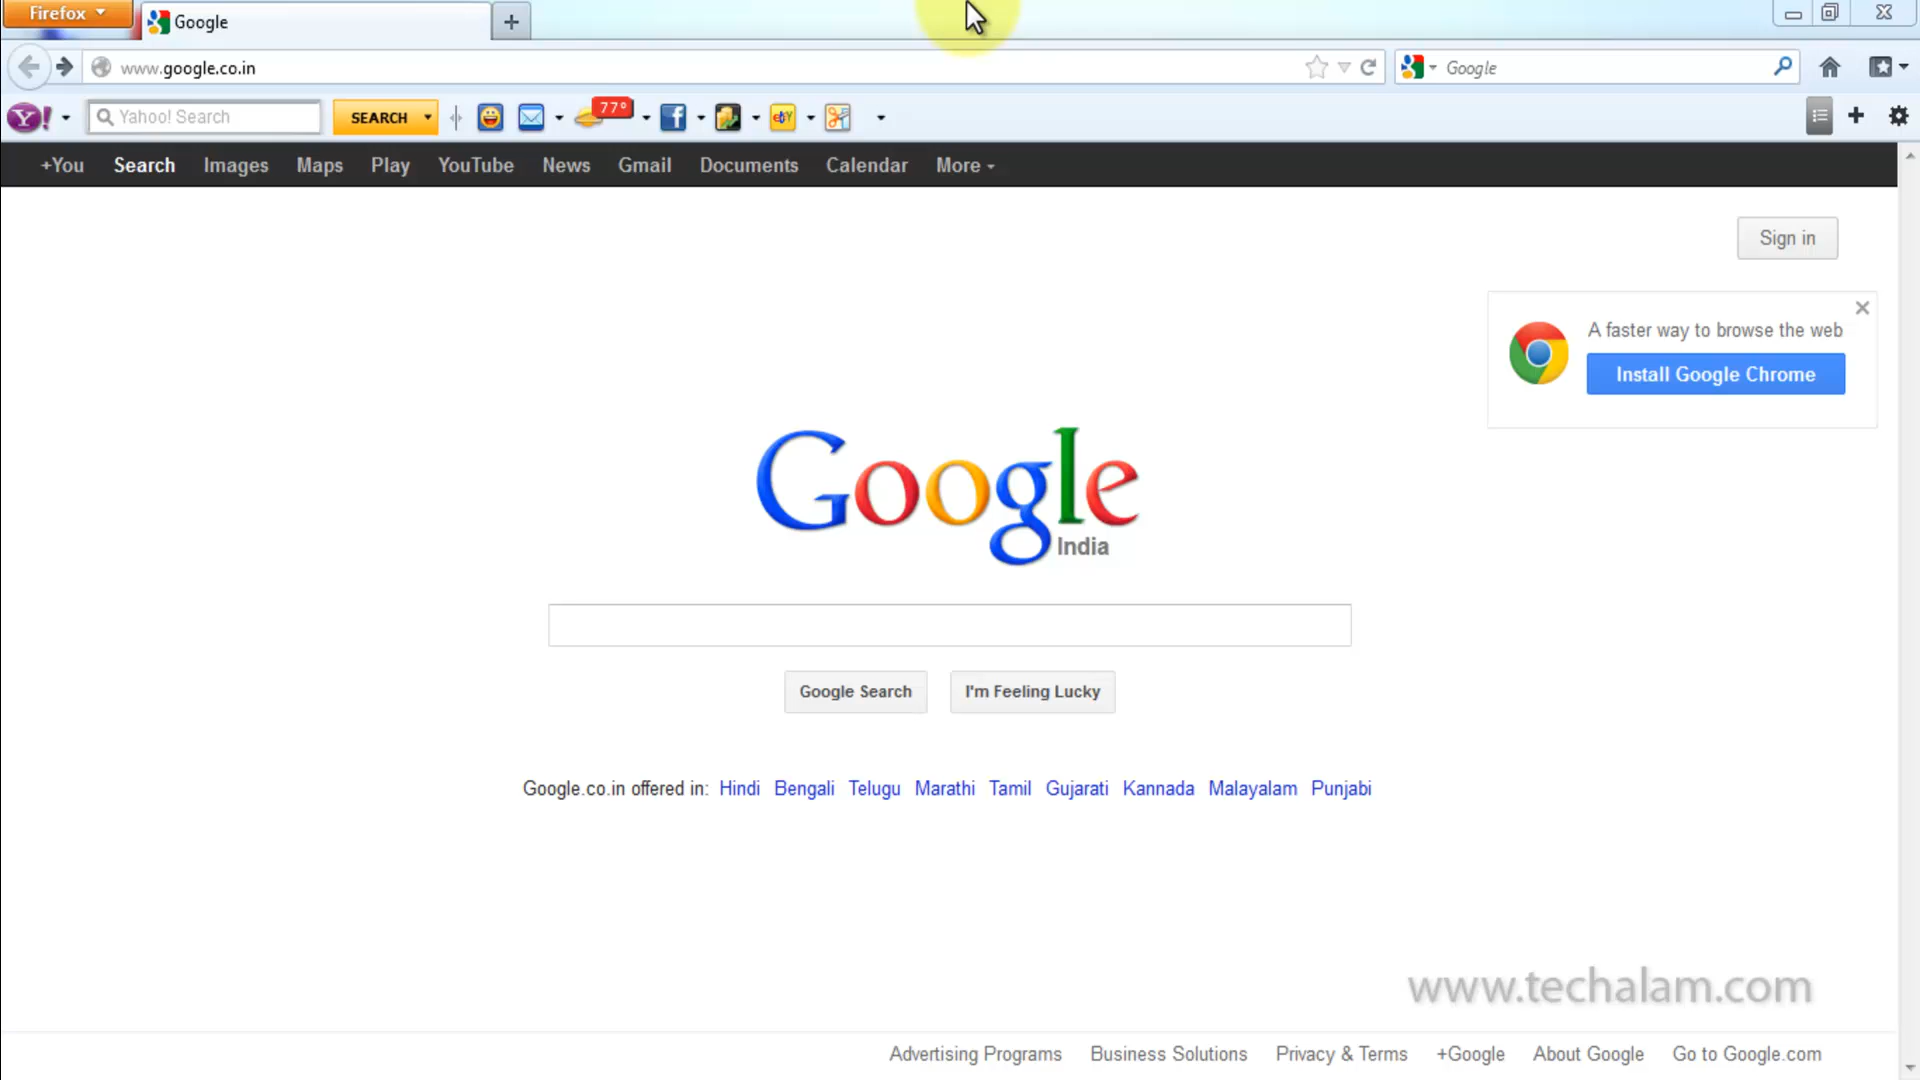 Firefox
Google
www.google.co.in
Google
Yahoo! Search
SEARCH
77°
ebY
+You Search Images Maps Play YouTube News Gmail Documents Calendar More
Sign in
A faster way to browse the web
Install Google Chrome
Google
India
Google Search
I'm Feeling Lucky
Google.co.in offered in: Hindi Bengali Telugu Marathi Tamil Gujarati Kannada Malayalam Punjabi
www.techalam.com
Advertising Programs Business Solutions Privacy & Terms +Google About Google Go to Google.com